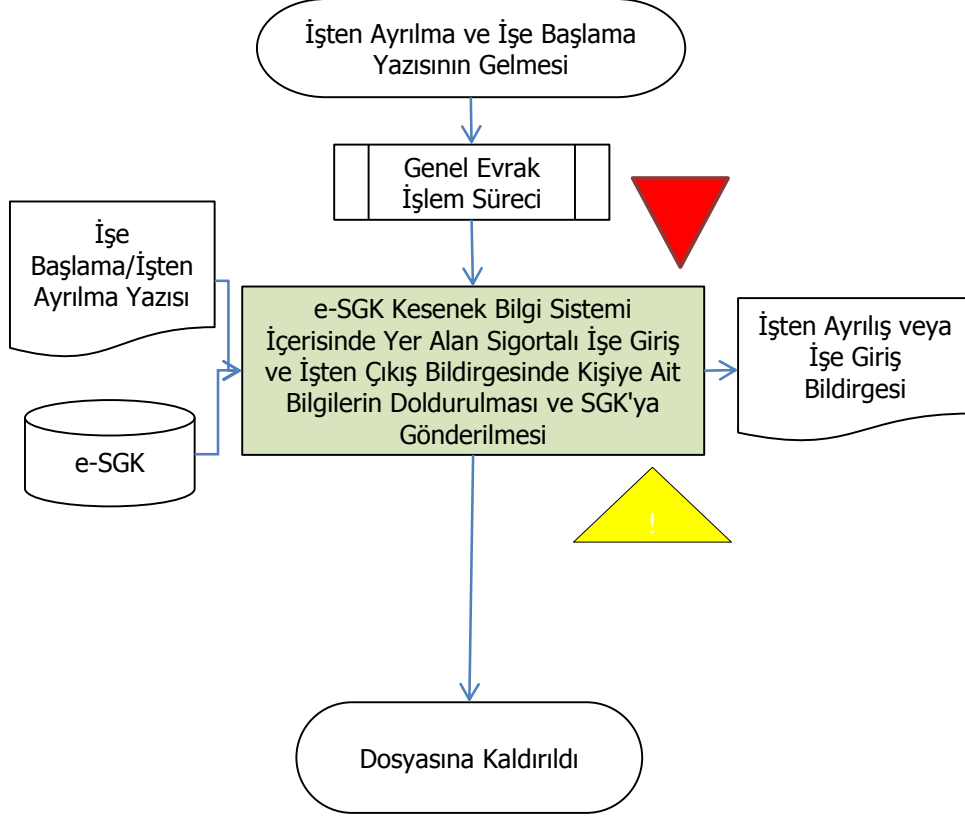 İşten Ayrılma ve İşe Başlama
Yazısının Gelmesi
Genel Evrak
İşlem Süreci
İşe
Başlama/İşten
Ayrılma Yazısı
e-SGK Kesenek Bilgi Sistemi
İçerisinde Yer Alan Sigortalı İşe Giriş
ve İşten Çıkış Bildirgesinde Kişiye Ait
Bilgilerin Doldurulması ve SGK'ya
Gönderilmesi
İşten Ayrılış veya
İşe Giriş
Bildirgesi
e-SGK
!
Dosyasına Kaldırıldı